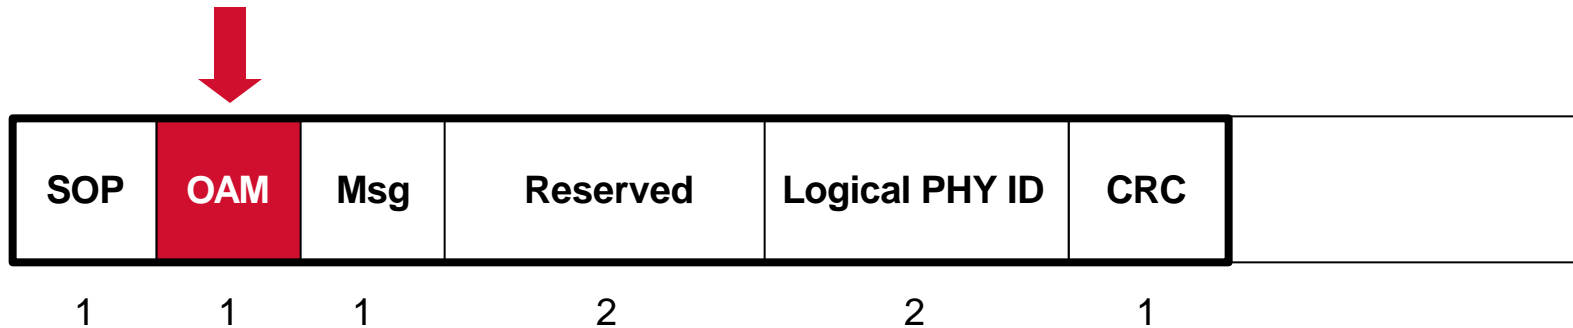 SOP OAM Msg Reserved Logical PHY ID CRC
1 1 1 2 2 1